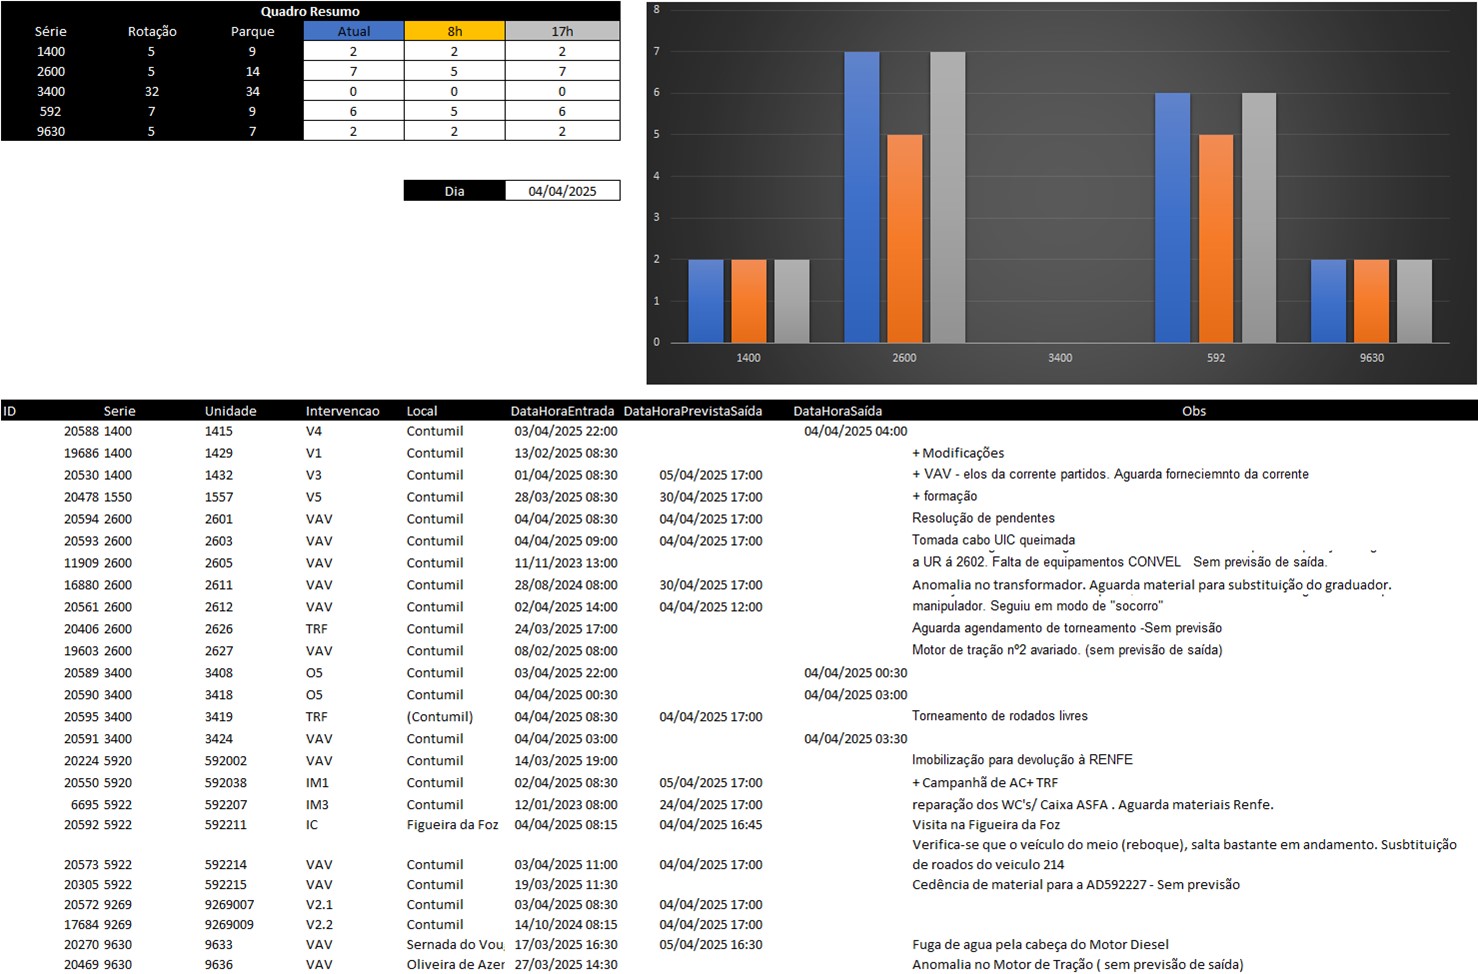 Quadro Resumo
Série Rotação Parque Atual 8h 17h
1400 5 9 2 2 2
2600 5 14 7 5 7
3400 32 34 0 0 0
592 7 9 6 5 6
9630 5 7 2 2 2
Dia 04/04/2025
8
7
6
5
4
3
2
1
0
1400 2600 3400 592 9630
ID Serie Unidade Intervencao Local DataHoraEntrada DataHoraPrevistaSaída DataHoraSaída Obs
20588 1400 1415 V4 Contumil 03/04/2025 22:00 04/04/2025 04:00
19686 1400 1429 V1 Contumil 13/02/2025 08:30 + Modificações
20530 1400 1432 V3 Contumil 01/04/2025 08:30 05/04/2025 17:00 + VAV - elos da corrente partidos. Aguarda forneciemnto da corrente
20478 1550 1557 V5 Contumil 28/03/2025 08:30 30/04/2025 17:00 + formação
20594 2600 2601 VAV Contumil 04/04/2025 08:30 04/04/2025 17:00 Resolução de pendentes
20593 2600 2603 VAV Contumil 04/04/2025 09:00 04/04/2025 17:00 Tomada cabo UIC queimada
11909 2600 2605 VAV Contumil 11/11/2023 13:00 a UR á 2602. Falta de equipamentos CONVEL Sem previsão de saída.
16880 2600 2611 VAV Contumil 28/08/2024 08:00 30/04/2025 17:00 Anomalia no transformador. Aguarda material para substituição do graduador.
20561 2600 2612 VAV Contumil 02/04/2025 14:00 04/04/2025 12:00 manipulador. Seguiu em modo de "socorro"
20406 2600 2626 TRF Contumil 24/03/2025 17:00 Aguarda agendamento de torneamento -Sem previsão
19603 2600 2627 VAV Contumil 08/02/2025 08:00 Motor de tração nº2 avariado. (sem previsão de saída)
20589 3400 3408 O5 Contumil 03/04/2025 22:00 04/04/2025 00:30
20590 3400 3418 O5 Contumil 04/04/2025 00:30 04/04/2025 03:00
20595 3400 3419 TRF (Contumil) 04/04/2025 08:30 04/04/2025 17:00 Torneamento de rodados livres
20591 3400 3424 VAV Contumil 04/04/2025 03:00 04/04/2025 03:30
20224 5920 592002 VAV Contumil 14/03/2025 19:00 Imobilização para devolução à RENFE
20550 5920 592038 IM1 Contumil 02/04/2025 08:30 05/04/2025 17:00 + Campanhã de AC+ TRF
6695 5922 592207 IM3 Contumil 12/01/2023 08:00 24/04/2025 17:00 reparação dos WC's/ Caixa ASFA . Aguarda materiais Renfe.
20592 5922 592211 IC Figueira da Foz 04/04/2025 08:15 04/04/2025 16:45 Visita na Figueira da Foz
Verifica-se que o veículo do meio (reboque), salta bastante em andamento. Susbtituição
20573 5922 592214 VAV Contumil 03/04/2025 11:00 04/04/2025 17:00 de roados do veiculo 214
20305 5922 592215 VAV Contumil 19/03/2025 11:30 Cedência de material para a AD592227 - Sem previsão
20572 9269 9269007 V2.1 Contumil 03/04/2025 08:30 04/04/2025 17:00
17684 9269 9269009 V2.2 Contumil 14/10/2024 08:15 04/04/2025 17:00
20270 9630 9633 VAV Sernada do Vou 17/03/2025 16:30 05/04/2025 16:30 Fuga de agua pela cabeça do Motor Diesel
20469 9630 9636 VAV Oliveira de Azer 27/03/2025 14:30 Anomalia no Motor de Tração ( sem previsão de saída)